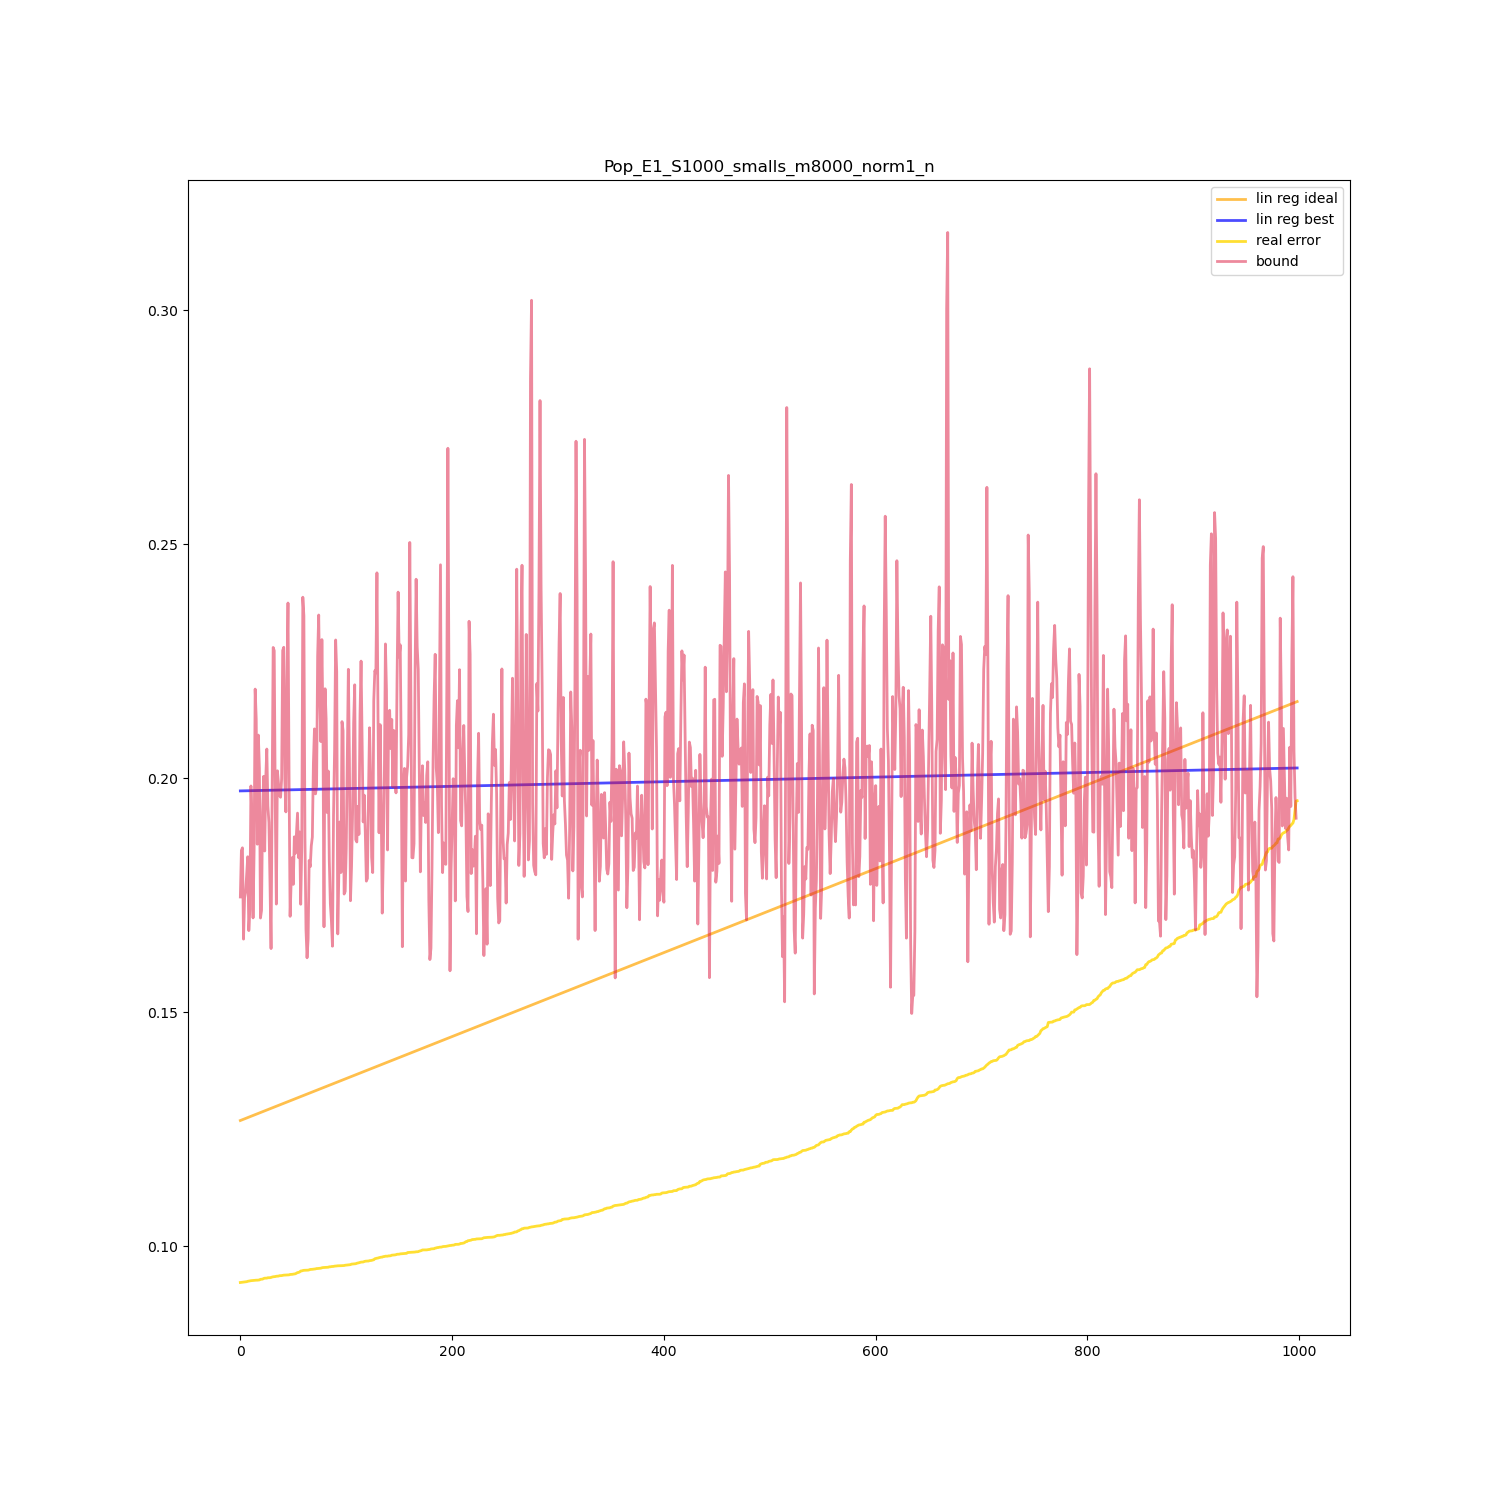 Pop_E1_S1000_smalls_m8000_norm1_n
lin reg ideal
lin reg best
real error
bound
0.30
0.25
0.20
0.15
0.10
0
200
400
600
800
1000